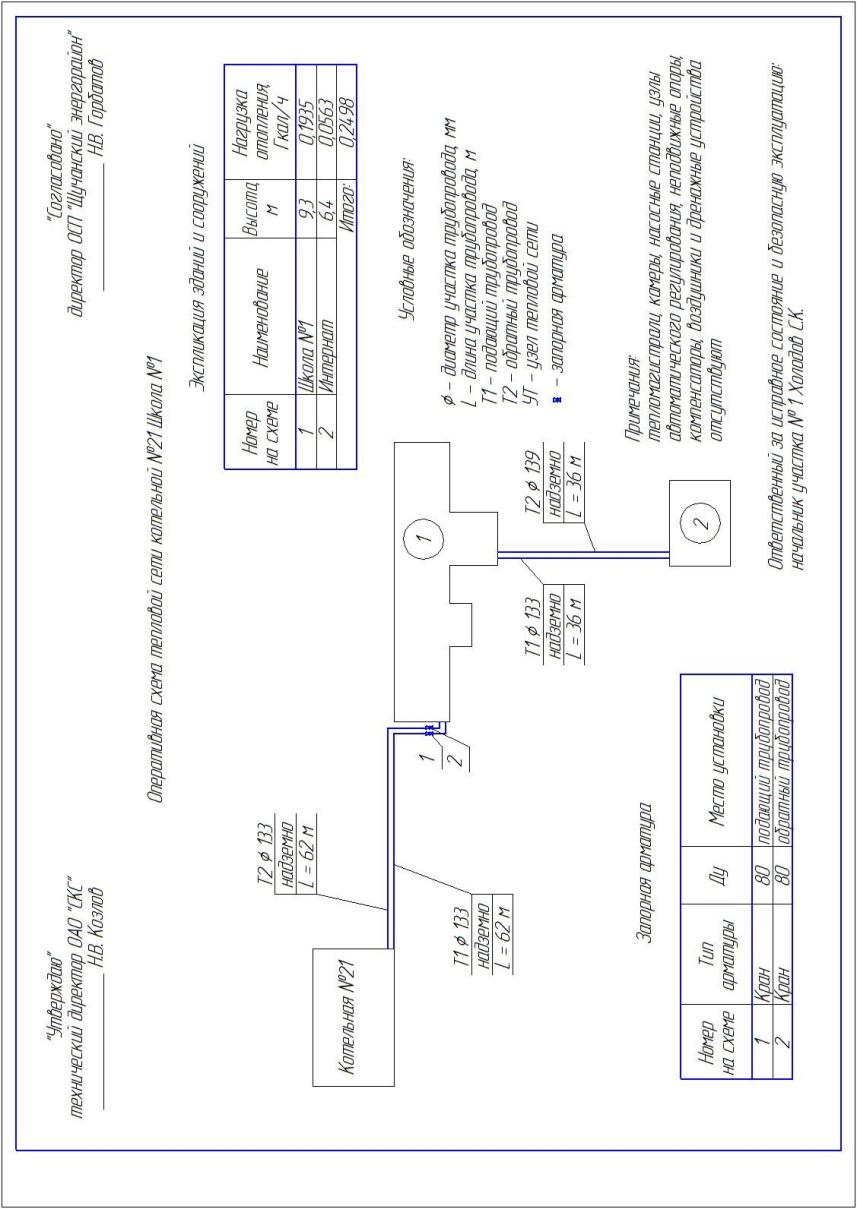 "Утверждаю"
технический директор ОАО "СКС"
Н.В. Козлов
"Согласовано"
директор ОСП "Щучанский энергорайон"
Н.В. Горбатов
Оперативная схема тепловой сети котельной №21 Школа №1
Экспликация зданий и сооружений
Номер на схеме Наименование Высота, м Нагрузка отопления, Гкал/ч
1 Школа №1 9,3 0,1935
2 Интернат 6,4 0,0563
Итого: 0,2498
Условные обозначения:
ϕ – диаметр участка трубопровода, мм
L – длина участка трубопровода, м
Т1 – подающий трубопровод
Т2 – обратный трубопровод
УТ – узел тепловой сети
– запорная арматура
Т2 ϕ 133
надземно
L = 62 м
Котельная №21
Т1 ϕ 133
надземно
L = 62 м
1
2
1
Т2 ϕ 139
надземно
L = 36 м
Т1 ϕ 133
надземно
L = 36 м
2
Примечания:
тепломагистрали, камеры, насосные станции, узлы
автоматического регулирования, неподвижные опоры,
компенсаторы, воздушники и дренажные устройства
отсутствуют
Запорная арматура
Номер на схеме Тип арматуры Ду Место установки
1 Кран 80 подающий трубопровод
2 Кран 80 обратный трубопровод
Ответственный за исправное состояние и безопасную эксплуатацию:
начальник участка № 1 Холодов С.К.